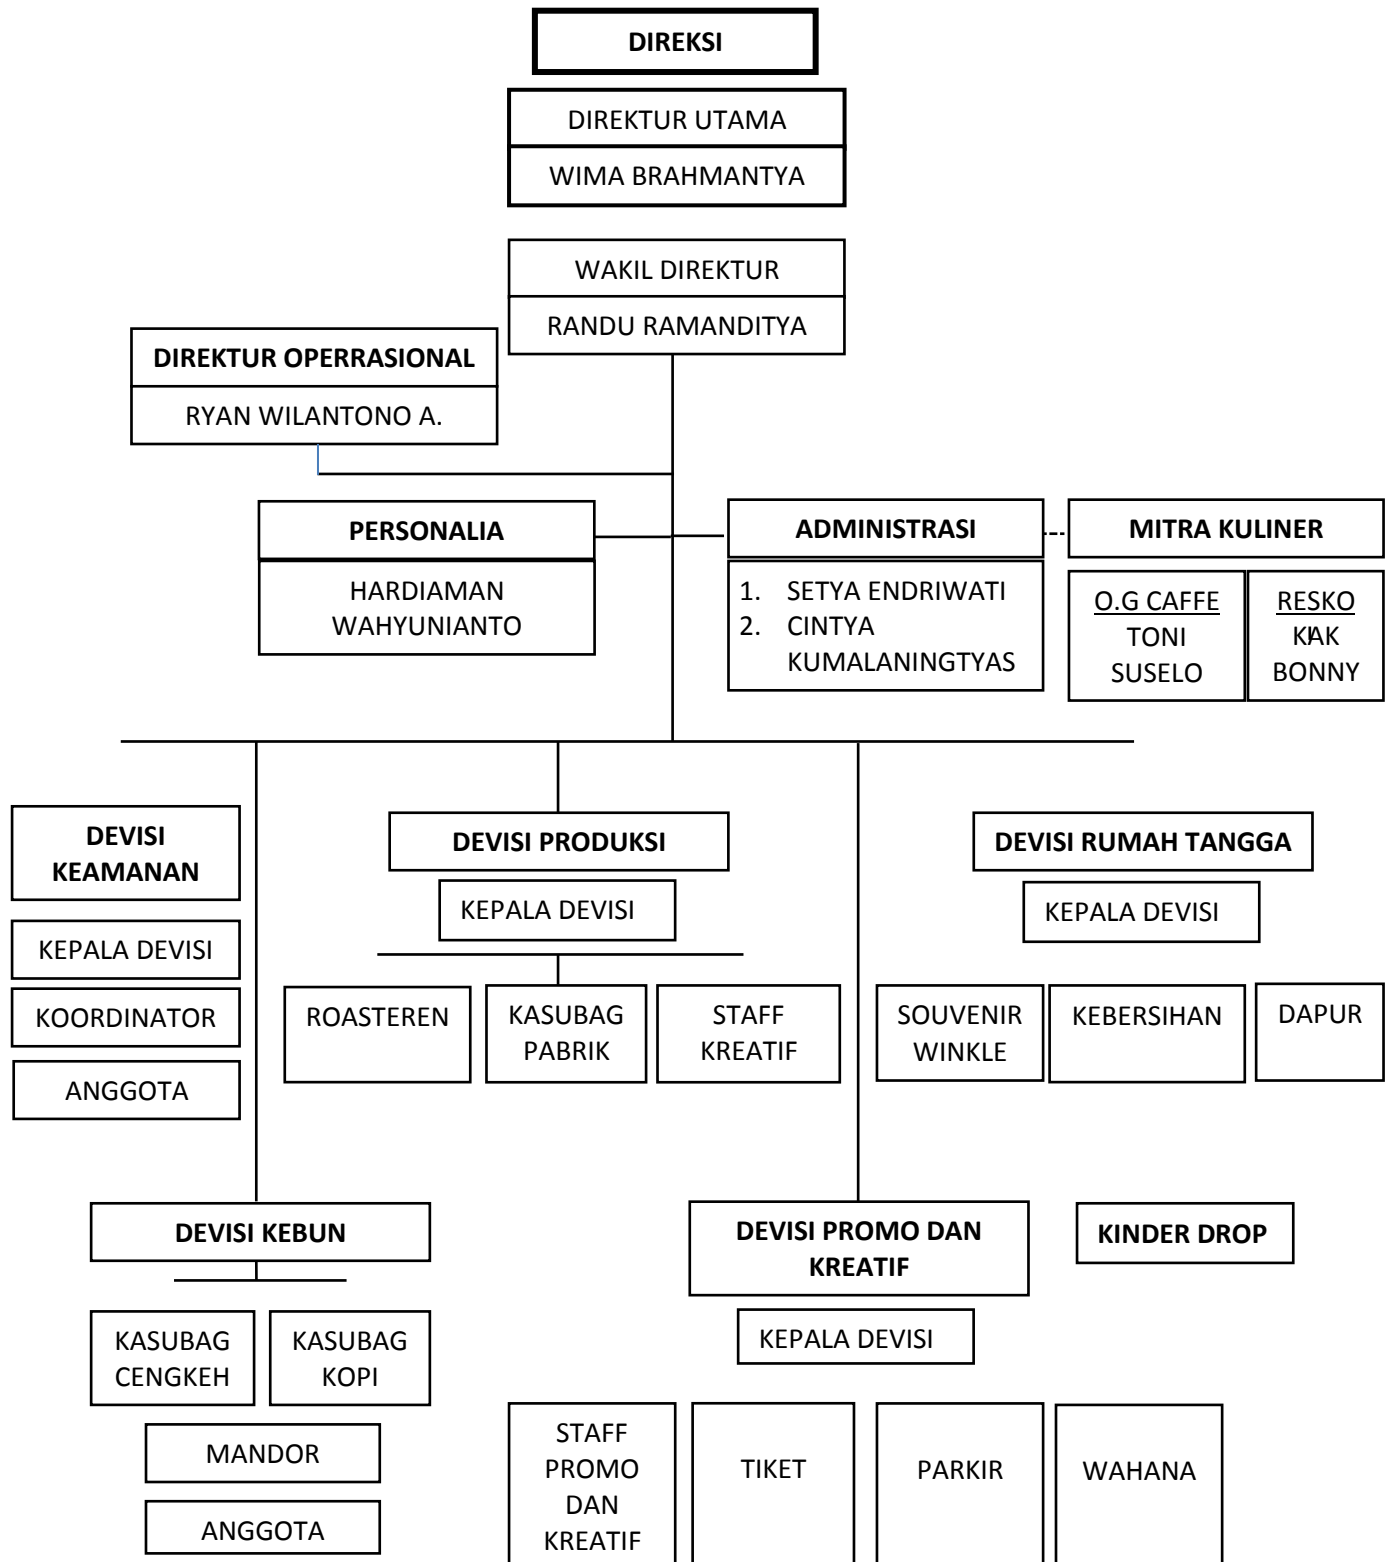 DIREKSI
DIREKTUR UTAMA
WIMA BRAHMANTYA
WAKIL DIREKTUR
RANDU RAMANDITYA
DIREKTUR OPERRASIONAL
RYAN WILANTONO A.
PERSONALIA
HARDIAMAN
WAHYUNIANTO
ADMINISTRASI
1. SETYA ENDRIWATI
2. CINTYA
KUMALANINGTYAS
MITRA KULINER
O.G CAFFE
TONI
SUSELO
RESKO
BONNY
DEVISI
KEAMANAN
KEPALA DEVISI
KOORDINATOR
ANGGOTA
DEVISI PRODUKSI
KEPALA DEVISI
ROASTEREN
KASUBAG
PABRIK
STAFF
KREATIF
DEVISI RUMAH TANGGA
KEPALA DEVISI
SOUVENIR
WINKLE
KEBERSIHAN
DAPUR
DEVISI KEBUN
KASUBAG
CENGKEH
KASUBAG
KOPI
MANDOR
ANGGOTA
DEVISI PROMO DAN
KREATIF
KEPALA DEVISI
STAFF
PROMO
DAN
KREATIF
TIKET
PARKIR
WAHANA
KINDER DROP